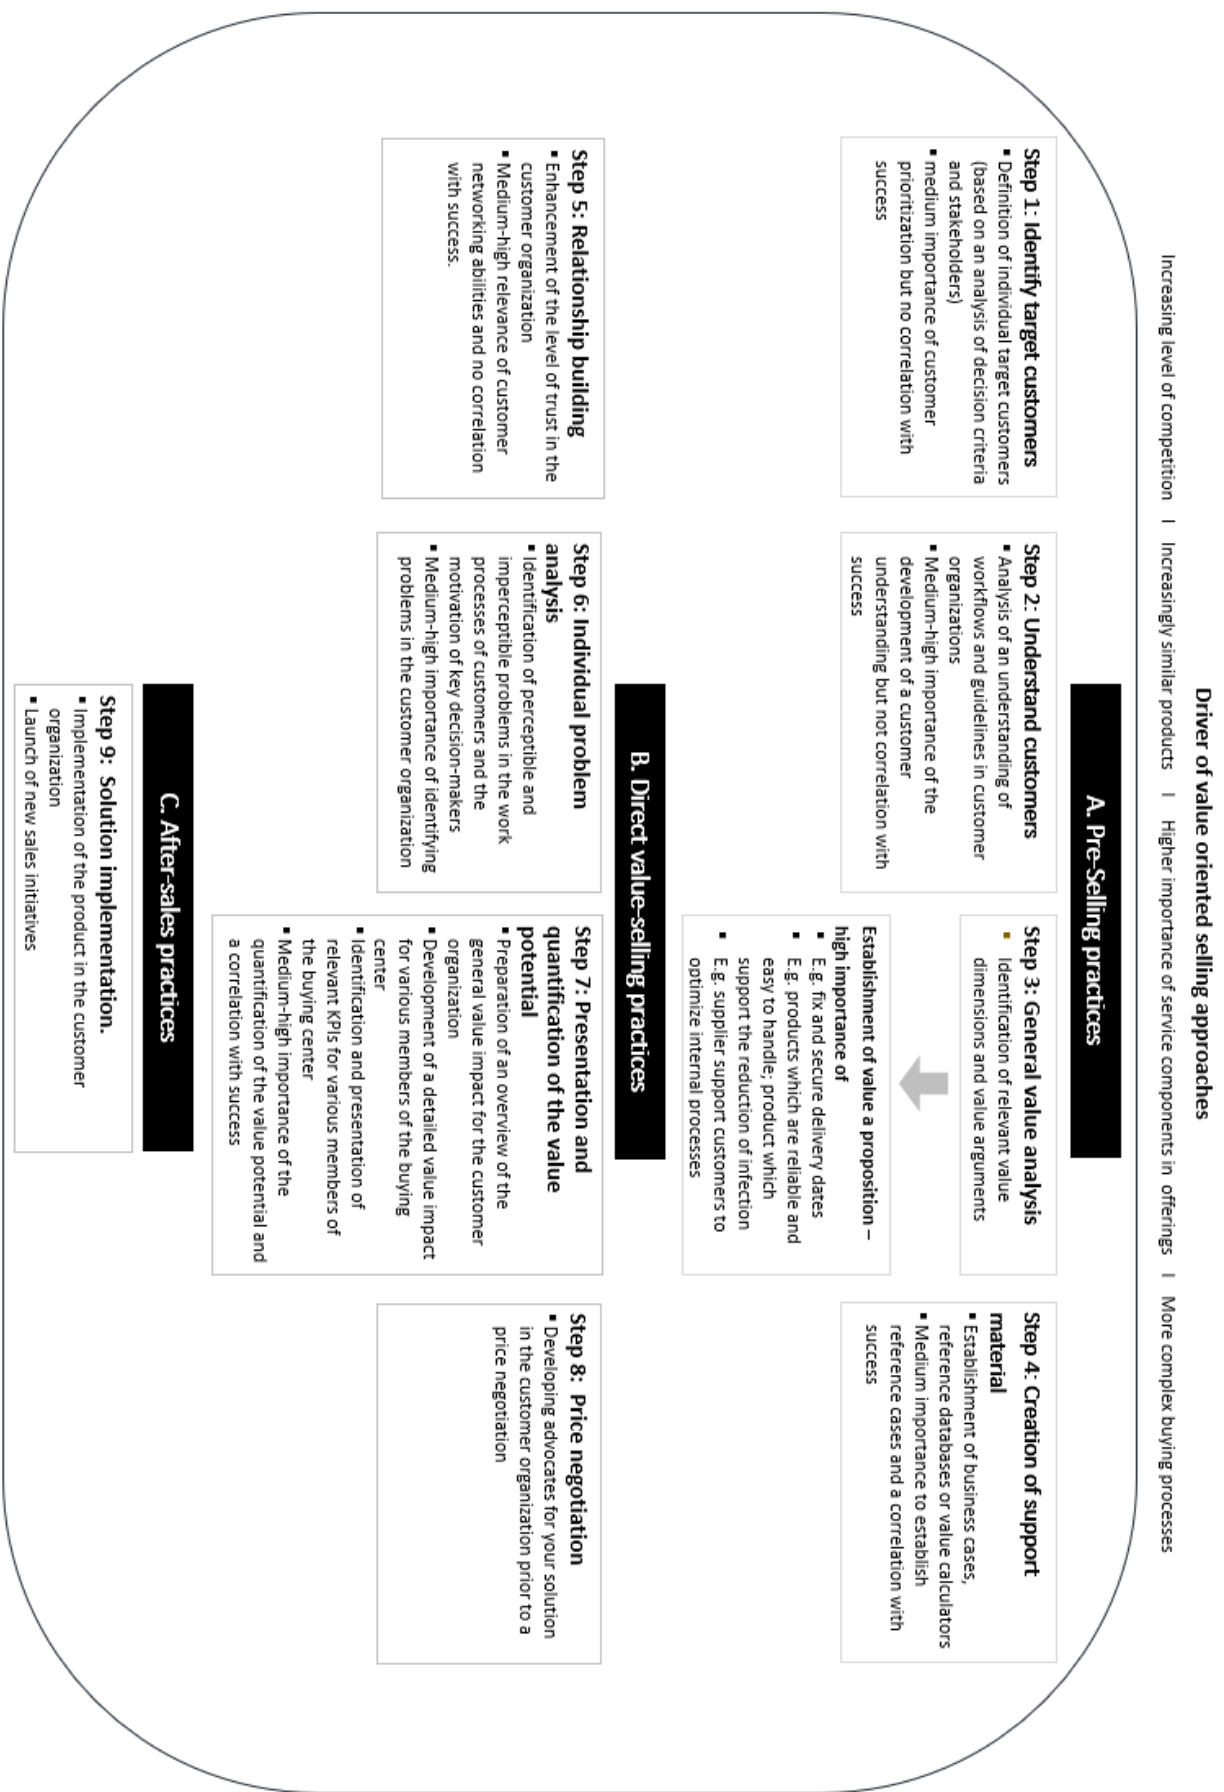 Driver of value oriented selling approaches
Increasing level of competition I Increasingly similar products I Higher importance of service components in offerings I More complex buying processes
A. Pre-Selling practices
Step 1: Identify target customers
▪ Definition of individual target customers
(based on an analysis of decision criteria
and stakeholders)
▪ medium importance of customer
prioritization but no correlation with
success
Step 2: Understand customers
▪ Analysis of an understanding of
workflows and guidelines in customer
organizations
▪ Medium-high importance of the
development of a customer
understanding but not correlation with
success
Step 3: General value analysis
▪ Identification of relevant value
dimensions and value arguments
Establishment of value a proposition –
high importance of
▪ E.g. fix and secure delivery dates
▪ E.g. products which are reliable and
easy to handle; product which
support the reduction of infection
▪ E.g. supplier support customers to
optimize internal processes
Step 4: Creation of support
material
▪ Establishment of business cases,
reference databases or value calculators
▪ Medium importance to establish
reference cases and a correlation with
success
B. Direct value-selling practices
Step 5: Relationship building
▪ Enhancement of the level of trust in the
customer organization
▪ Medium-high relevance of customer
networking abilities and no correlation
with success.
Step 6: Individual problem
analysis
▪ Identification of perceptible and
imperceptible problems in the work
processes of customers and the
motivation of key decision-makers
▪ Medium-high importance of identifying
problems in the customer organization
Step 7: Presentation and
quantification of the value
potential
▪ Preparation of an overview of the
general value impact for the customer
organization
▪ Development of a detailed value impact
for various members of the buying
center
▪ Identification and presentation of
relevant KPIs for various members of
the buying center
▪ Medium-high importance of the
quantification of the value potential and
a correlation with success
Step 8: Price negotiation
▪ Developing advocates for your solution
in the customer organization prior to a
price negotiation
C. After-sales practices
Step 9: Solution implementation.
▪ Implementation of the product in the customer
organization
▪ Launch of new sales initiatives